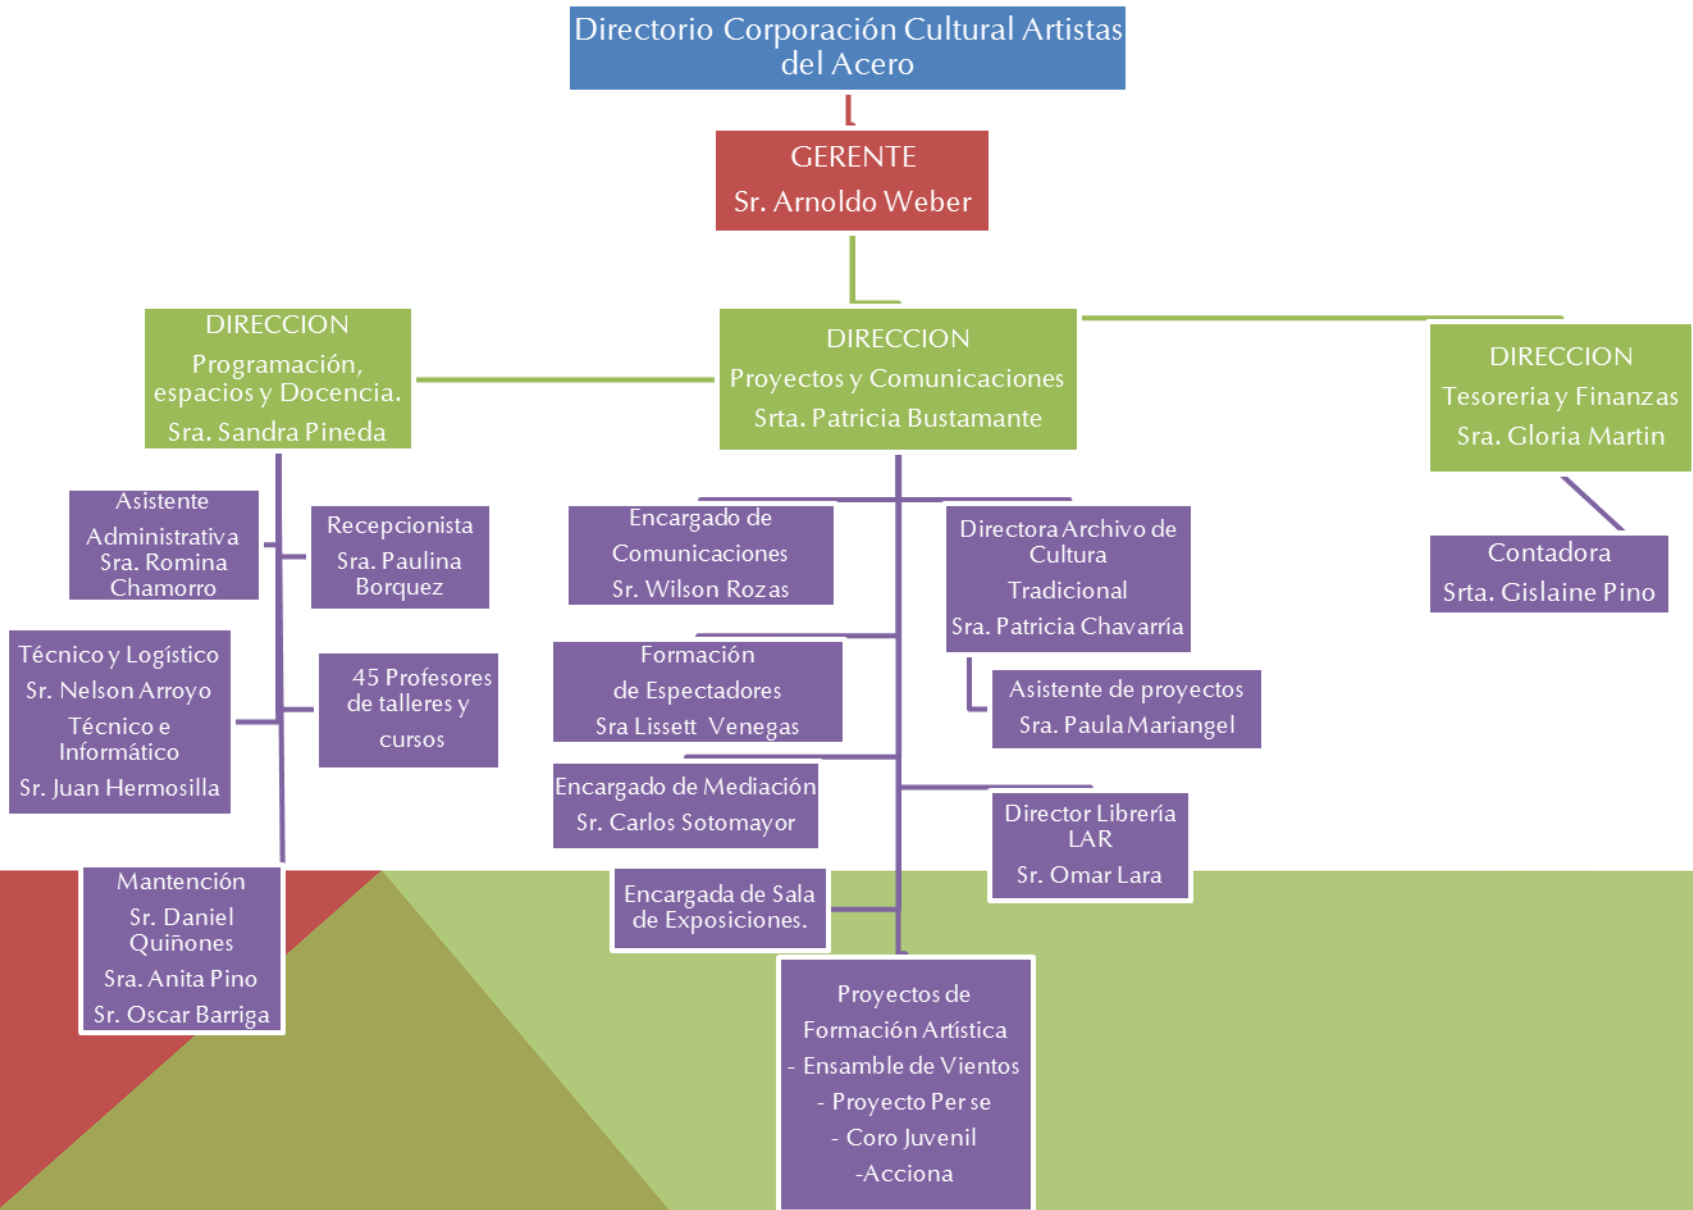 Directorio Corporación Cultural Artistas
del Acero
GERENTE
Sr. Arnoldo Weber
DIRECCION
Programación,
espacios y Docencia.
Sra. Sandra Pineda
DIRECCION
Proyectos y Comunicaciones
Srta. Patricia Bustamante
DIRECCION
Tesoreria y Finanzas
Sra. Gloria Martin
Asistente
Administrativa
Sra. Romina
Chamorro
Recepcionista
Sra. Paulina
Borquez
Técnico y Logístico
Sr. Nelson Arroyo
Técnico e
Informático
Sr. Juan Hermosilla
45 Profesores
de talleres y
cursos
Mantención
Sr. Daniel
Quiñones
Sra. Anita Pino
Sr. Oscar Barriga
Encargado de
Comunicaciones
Sr. Wilson Rozas
Directora Archivo de
Cultura
Tradicional
Sra. Patricia Chavarría
Formación
de Espectadores
Sra Lissett Venegas
Asistente de proyectos
Sra. Paula Mariangel
Encargado de Mediación
Sr. Carlos Sotomayor
Director Librería
LAR
Sr. Omar Lara
Encargada de Sala
de Exposiciones.
Proyectos de
Formación Artística
- Ensamble de Vientos
- Proyecto Per se
- Coro Juvenil
-Acciona
Contadora
Srta. Gislaine Pino